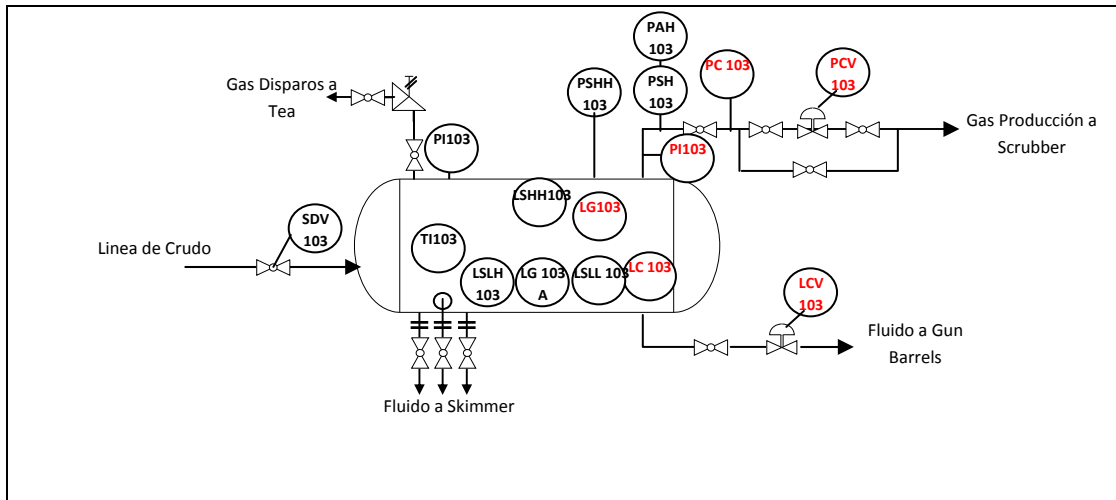 PAH
103
PSH
103
PSHH
103
PC 103
PCV
103
Gas Disparos a
Tea
PI103
PI103
Gas Producción a
Scrubber
LSHH103
LG103
SDV
103
Linea de Crudo
TI103
LSLH
103
LG 103
A
LSLL 103
LC 103
LCV
103
Fluido a Gun
Barrels
Fluido a Skimmer